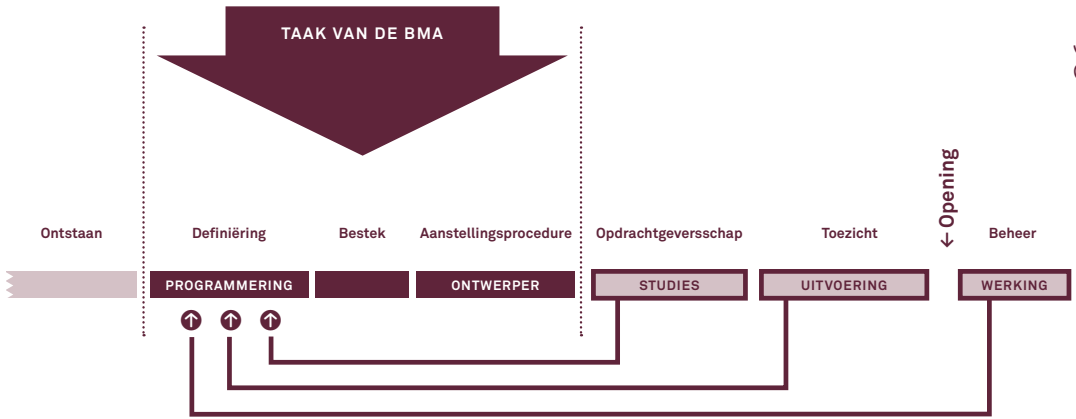 TAAK VAN DE BMA
← Opening
Ontstaan Definiëring Bestek Aanstellingsprocedure Opdrachtgeversschap Toezicht Beheer
PROGRAMMERING ONTWERPER STUDIES UITVOERING WERKING